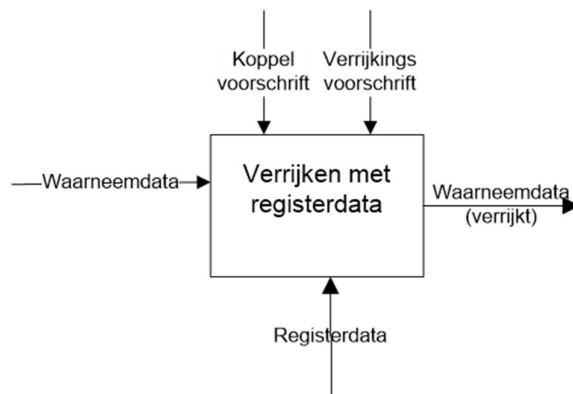 Koppel
voorschrift
Verrijkings
voorschrift
Waarneemdata
Verrijken met
registerdata
Waarneemdata
(verrijkt)
Registerdata